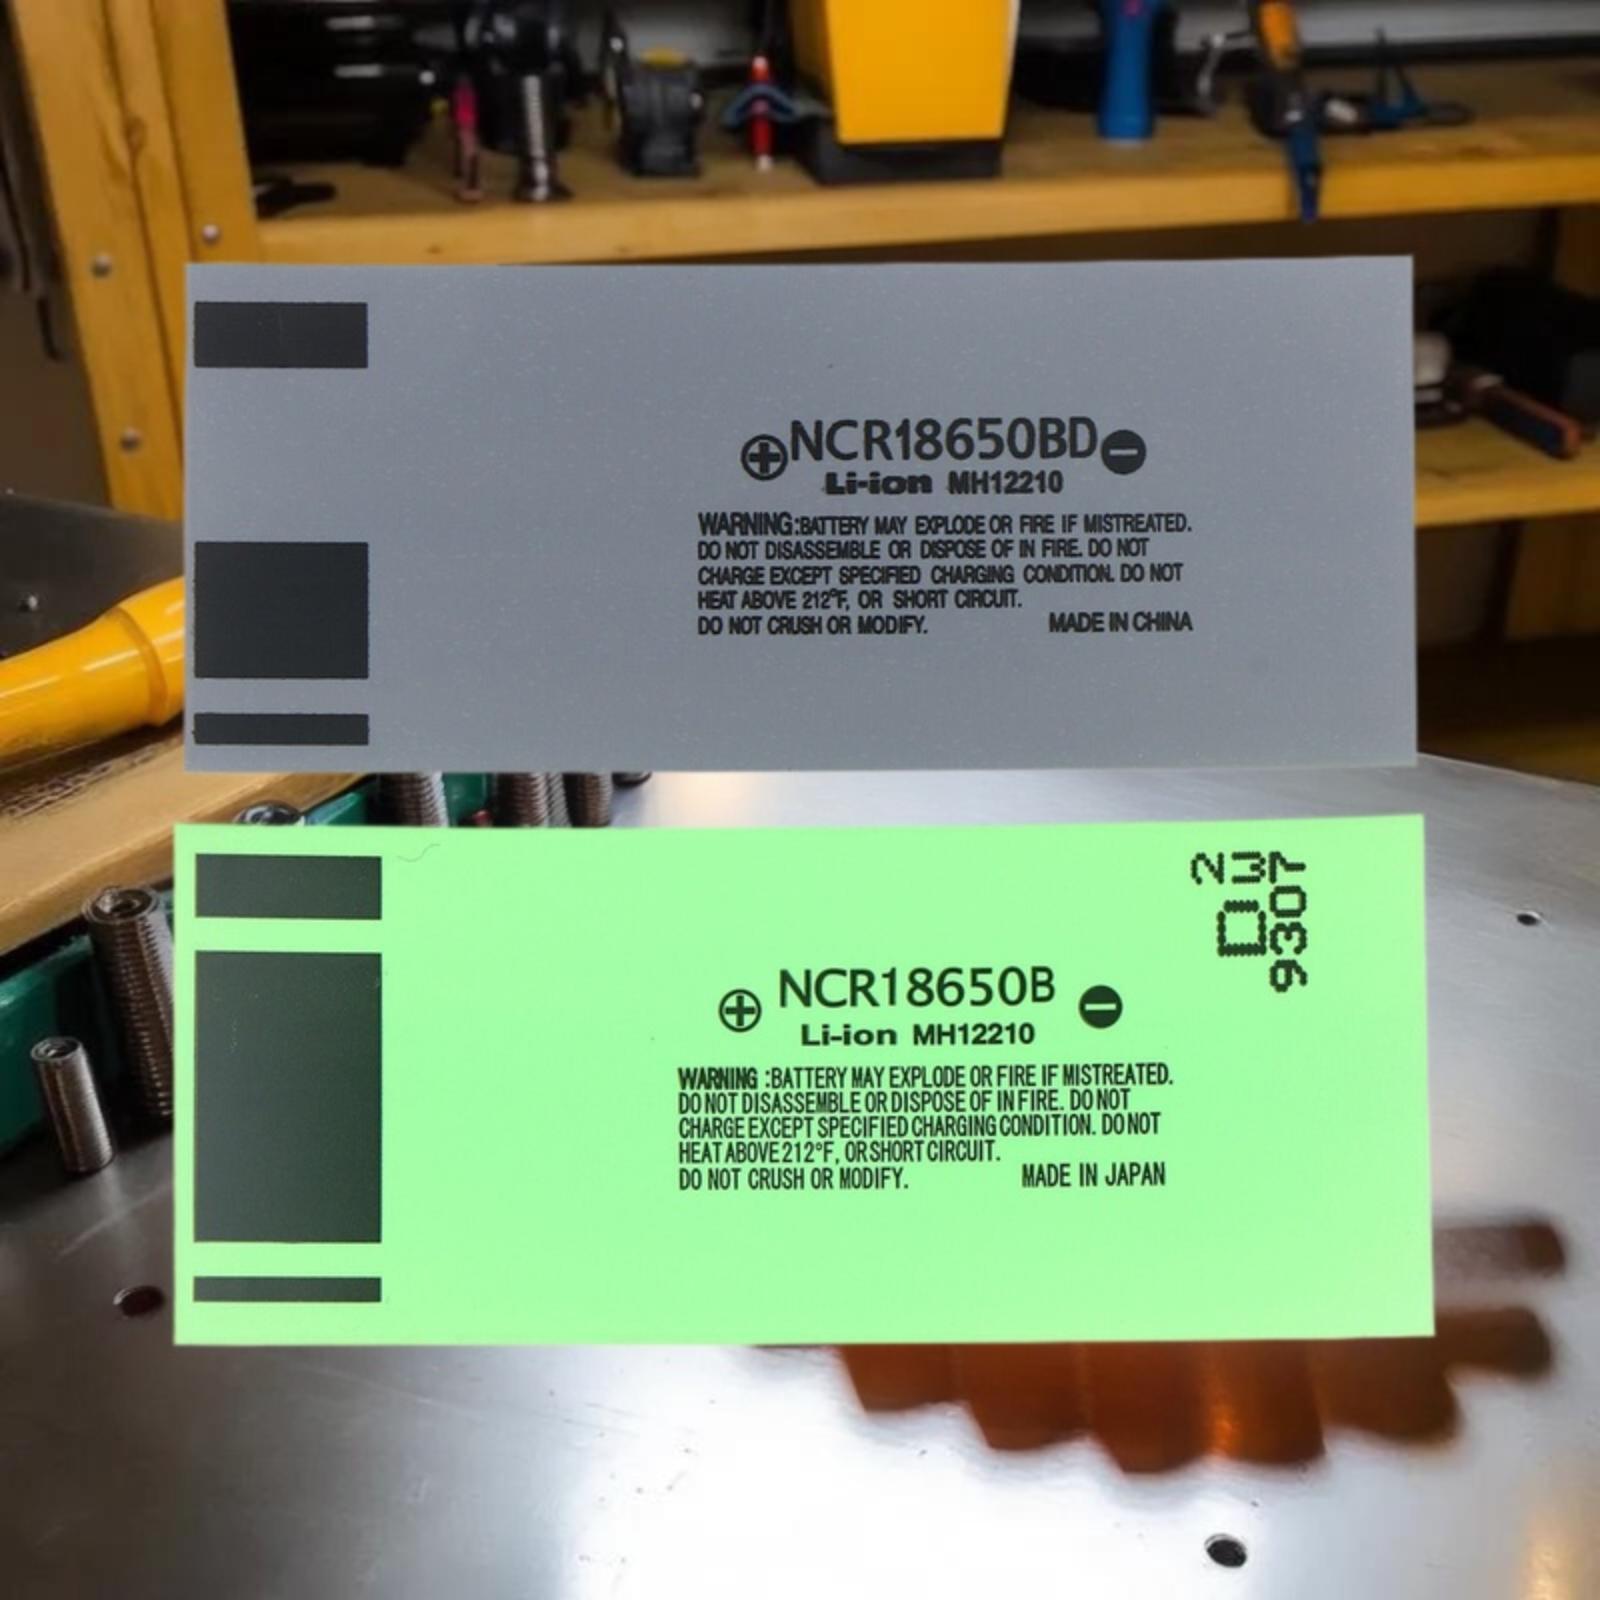 NCR18650BD
Li-ion MH12210
WARNING:BATTERY MAY EXPLODE OR FIRE IF MISTREATED.
DO NOT DISASSEMBLE OR DISPOSE OF IN FIRE. DO NOT
CHARGE EXCEPT SPECIFIED CHARGING CONDITION. DO NOT
HEAT ABOVE 212°F, OR SHORT CIRCUIT.
DO NOT CRUSH OR MODIFY. MADE IN CHINA
NCR18650B
Li-ion MH12210
WARNING :BATTERY MAY EXPLODE OR FIRE IF MISTREATED.
DO NOT DISASSEMBLE OR DISPOSE OF IN FIRE. DO NOT
CHARGE EXCEPT SPECIFIED CHARGING CONDITION. DO NOT
HEAT ABOVE 212°F, OR SHORT CIRCUIT.
DO NOT CRUSH OR MODIFY. MADE IN JAPAN
2
3
9307